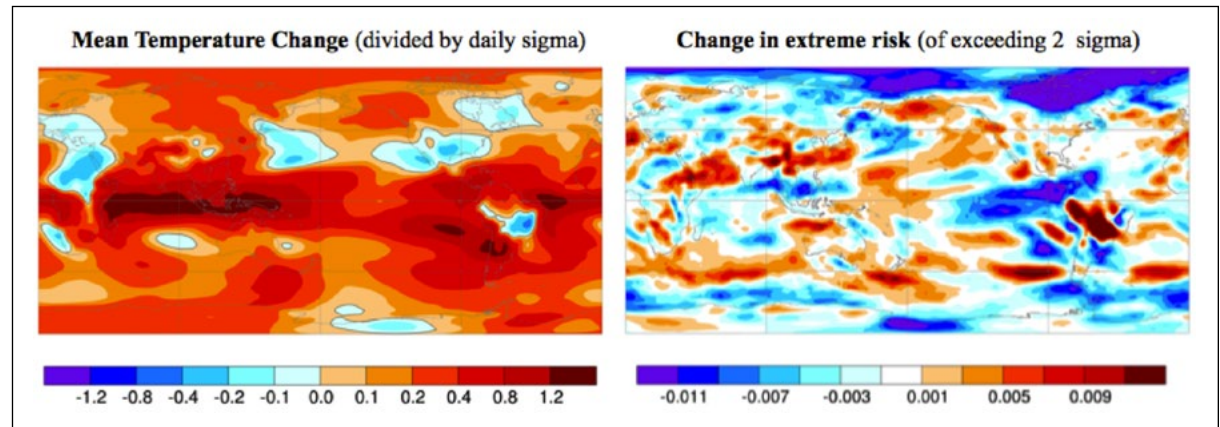 Mean Temperature Change (divided by daily sigma)
Change in extreme risk (of exceeding 2 sigma)
-1.2 -0.8 -0.4 -0.2 -0.1 0.0 0.1 0.2 0.4 0.8 1.2
-0.011 -0.007 -0.003 0.001 0.005 0.009